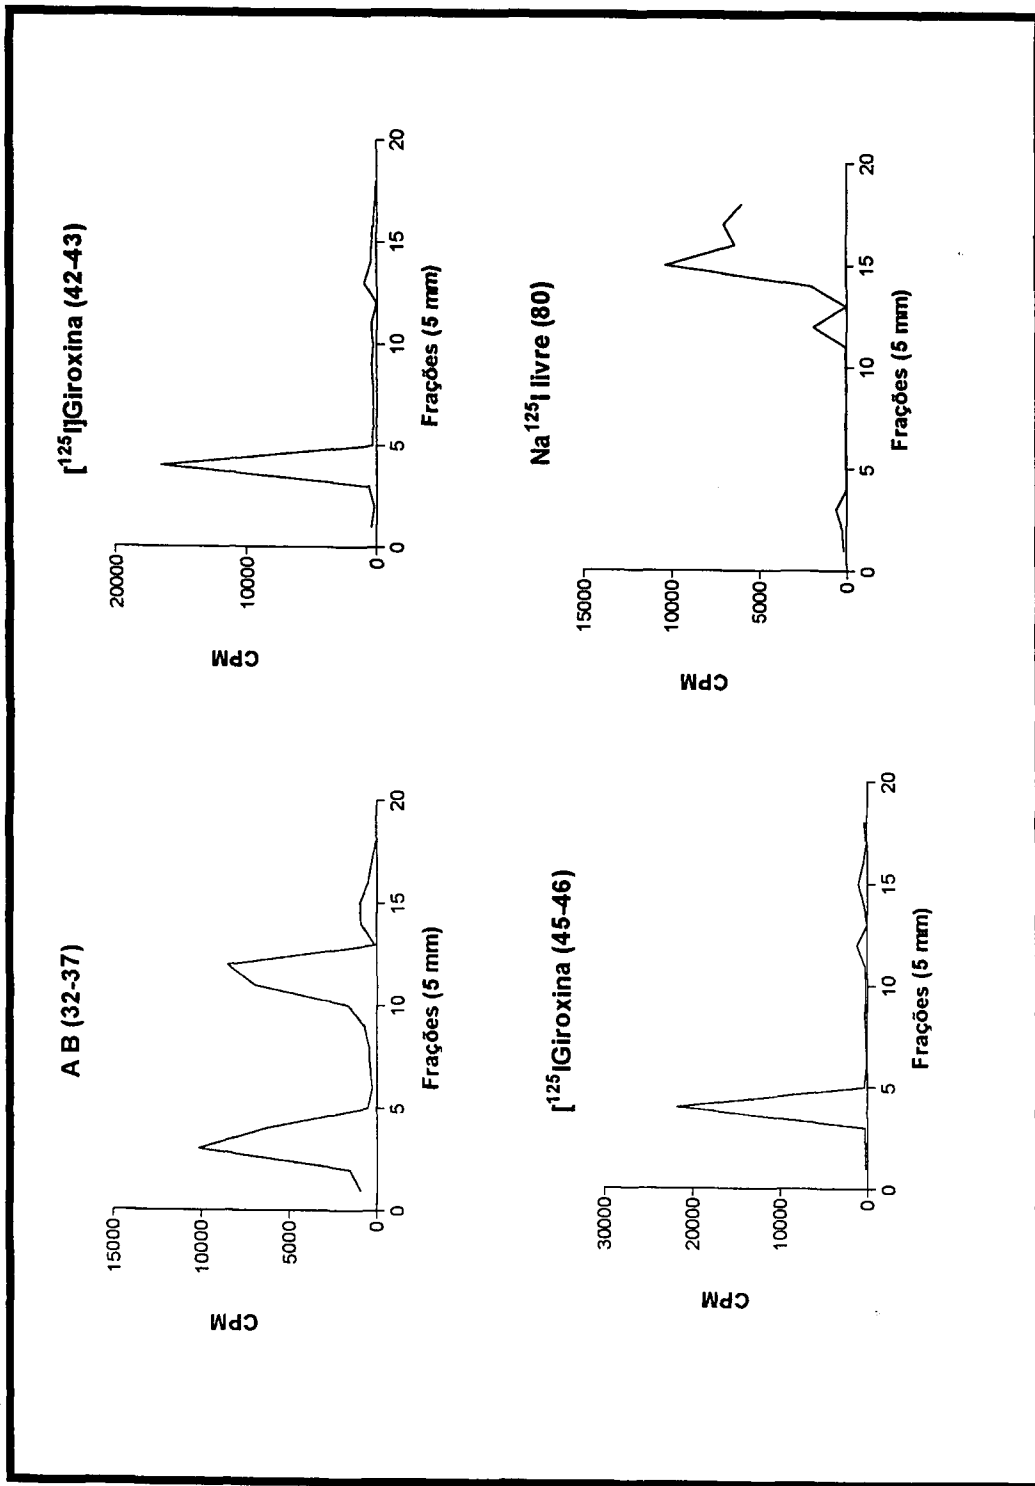 A B (32-37)
15000
10000
5000
0
CPM
0 5 10 15 20
Frações (5 mm)
[125I]Giroxina (42-43)
20000
10000
0
CPM
0 5 10 15 20
Frações (5 mm)
[125IGiroxina (45-46)
30000
20000
10000
0
CPM
0 5 10 15 20
Frações (5 mm)
Na125I livre (80)
15000
10000
5000
0
CPM
0 5 10 15 20
Frações (5 mm)